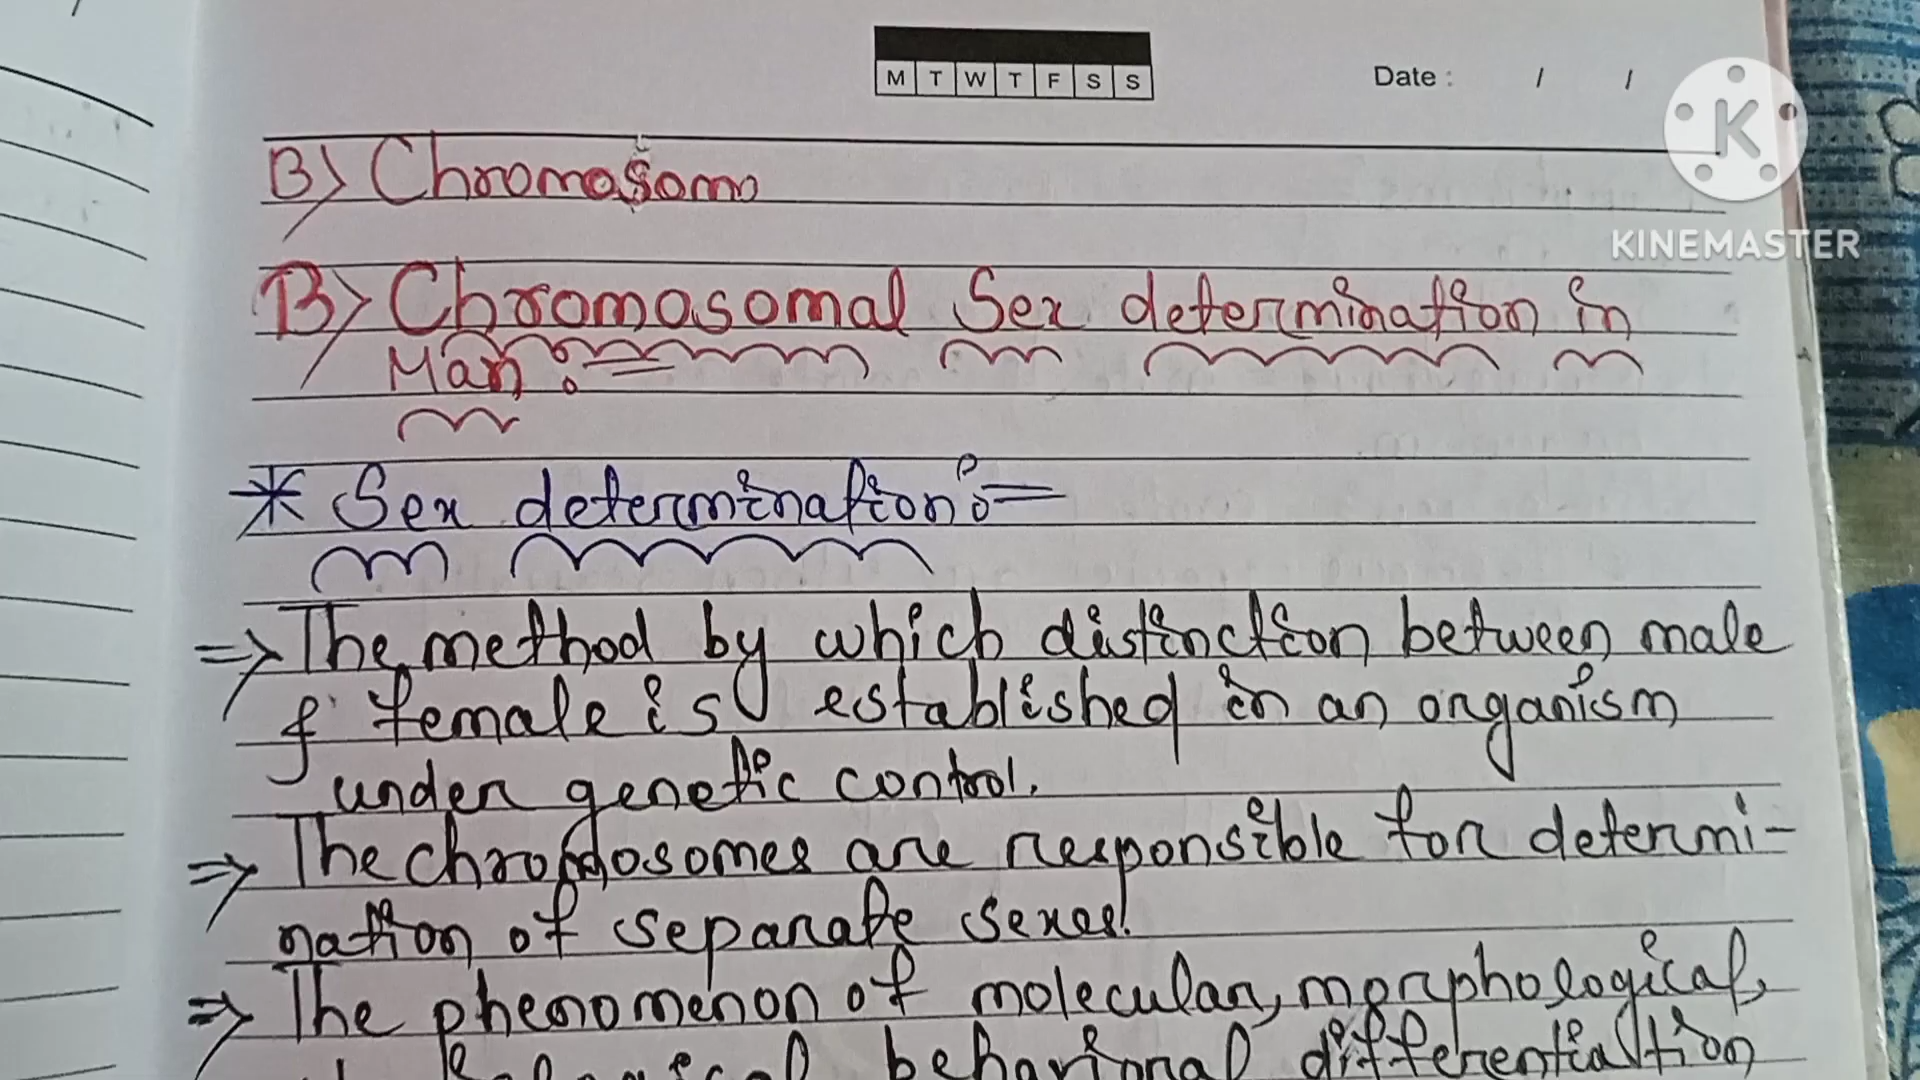 M T W T F S S
Date : / /
K
KINEMASTER
B) Chromosom
B) Chromosomal Sex determination in
Man :=
* Sex determination :=
⇒ The method by which distinction between male
& female is established in an organism
under genetic control.
⇒ The chromosomes are responsible for determi-
nation of separate sexes.
⇒ The phenomenon of molecular, morphological,
behavioral differentiation